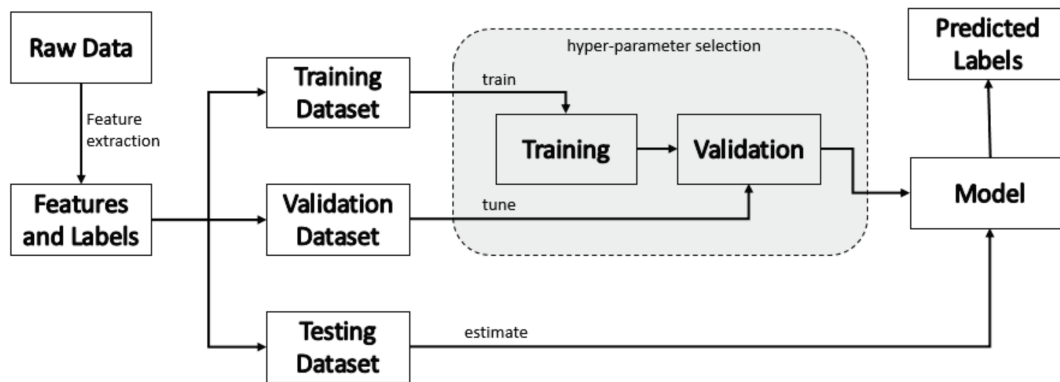 Raw Data
Feature
extraction
Features
and Labels
Training
Dataset
Validation
Dataset
Testing
Dataset
hyper-parameter selection
train
Training
Validation
tune
estimate
Predicted
Labels
Model